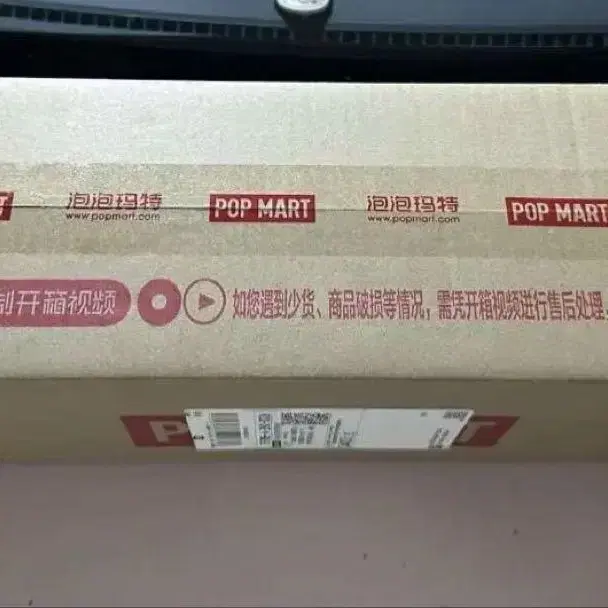 泡泡玛特 POP MART 泡泡玛特 POP MART
www.popmart.com www.popmart.com
制开箱视频 如您遇到少货、商品破损等情况，需凭开箱视频进行售后处理，